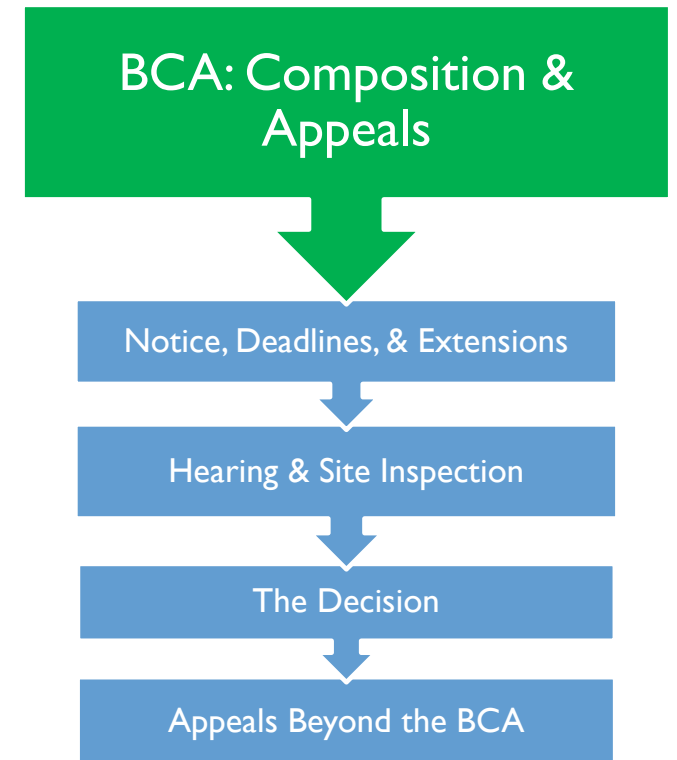 BCA: Composition &
Appeals
Notice, Deadlines, & Extensions
Hearing & Site Inspection
The Decision
Appeals Beyond the BCA